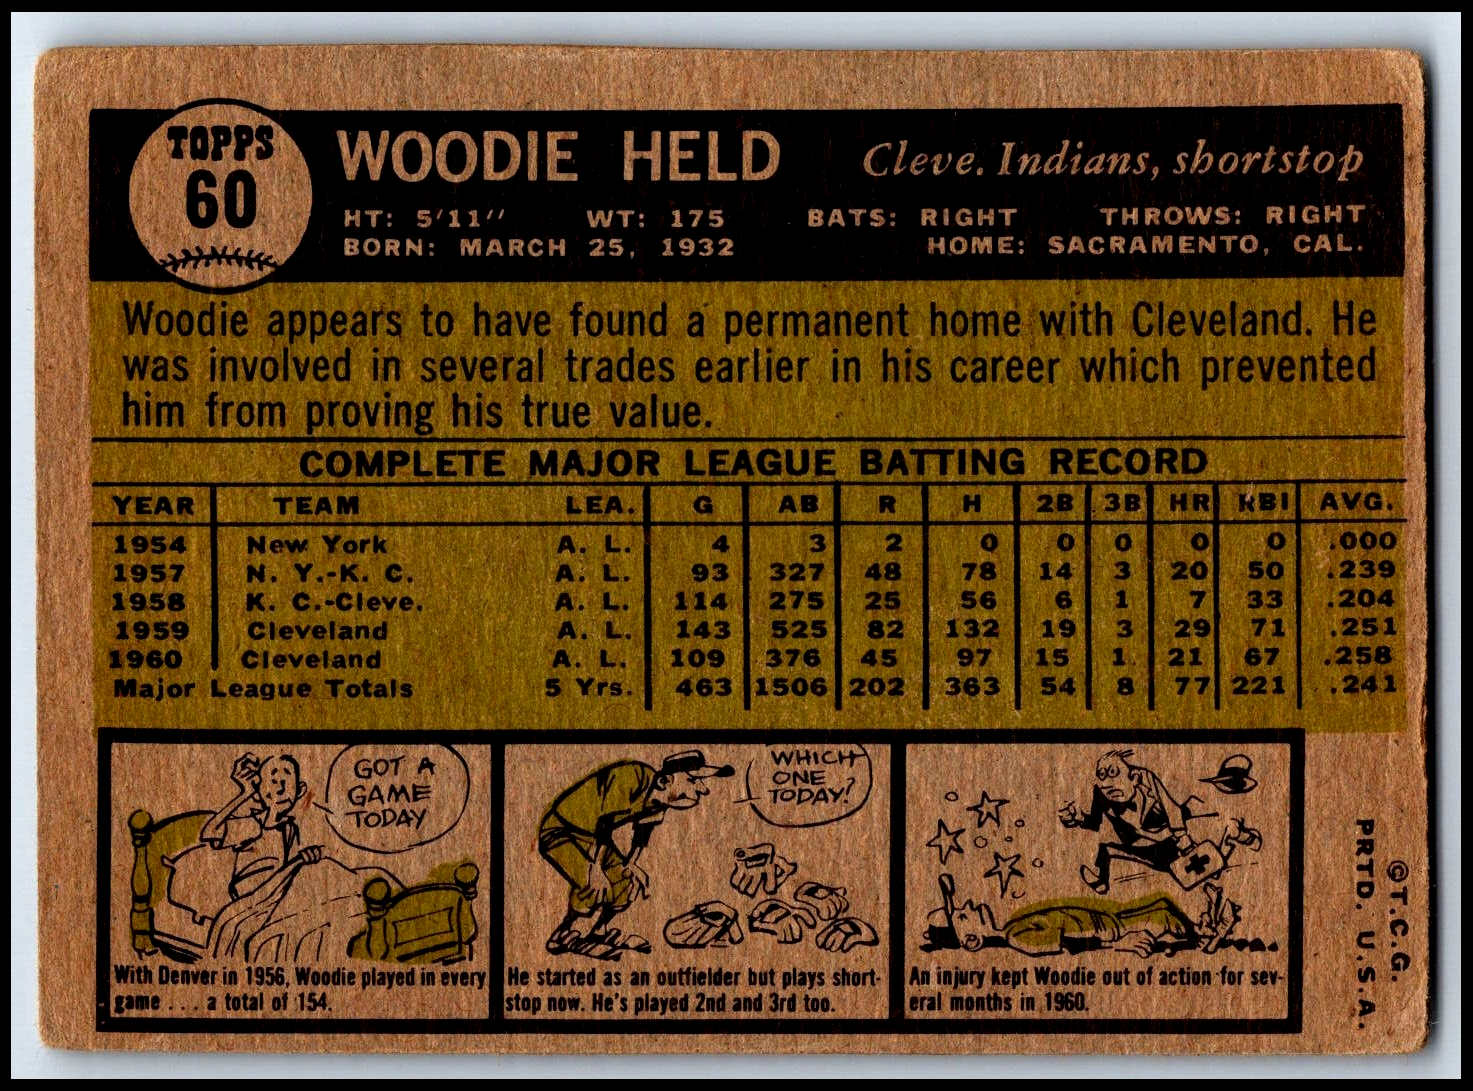 TOPPS
60
WOODIE HELD
Cleve. Indians, shortstop
HT: 5'11" WT: 175 BATS: RIGHT THROWS: RIGHT
BORN: MARCH 25, 1932 HOME: SACRAMENTO, CAL.
Woodie appears to have found a permanent home with Cleveland. He
was involved in several trades earlier in his career which prevented
him from proving his true value.
COMPLETE MAJOR LEAGUE BATTING RECORD
YEAR TEAM LEA. G AB R H 2B 3B HR RBI AVG.
1954 New York A. L. 4 3 2 0 0 0 0 0 .000
1957 N. Y.-K. C. A. L. 93 327 48 78 14 3 20 50 .239
1958 K. C.-Cleve. A. L. 114 275 25 56 6 1 7 33 .204
1959 Cleveland A. L. 143 525 82 132 19 3 29 71 .251
1960 Cleveland A. L. 109 376 45 97 15 1 21 67 .258
Major League Totals 5 Yrs. 463 1506 202 363 54 8 77 221 .241
GOT A
GAME
TODAY
With Denver in 1956, Woodie played in every
game . . . a total of 154.
WHICH
ONE
TODAY?
He started as an outfielder but plays short-
stop now. He's played 2nd and 3rd too.
An injury kept Woodie out of action for sev-
eral months in 1960.
©T.C.G.
PRTD. U.S.A.